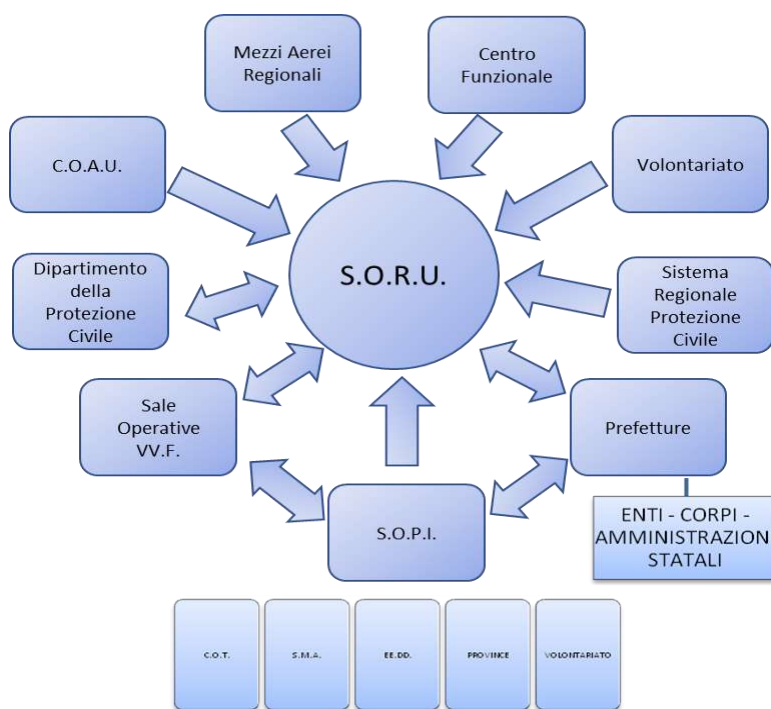 Mezzi Aerei
Regionali
Centro
Funzionale
C.O.A.U.
Volontariato
S.O.R.U.
Dipartimento
della
Protezione
Civile
Sistema
Regionale
Protezione
Civile
Sale
Operative
VV.F.
Prefetture
S.O.P.I.
ENTI - CORPI -
AMMINISTRAZION
STATALI
C.O.T.
S.M.A.
EE.DD.
PROVINCE
VOLONTARIATO